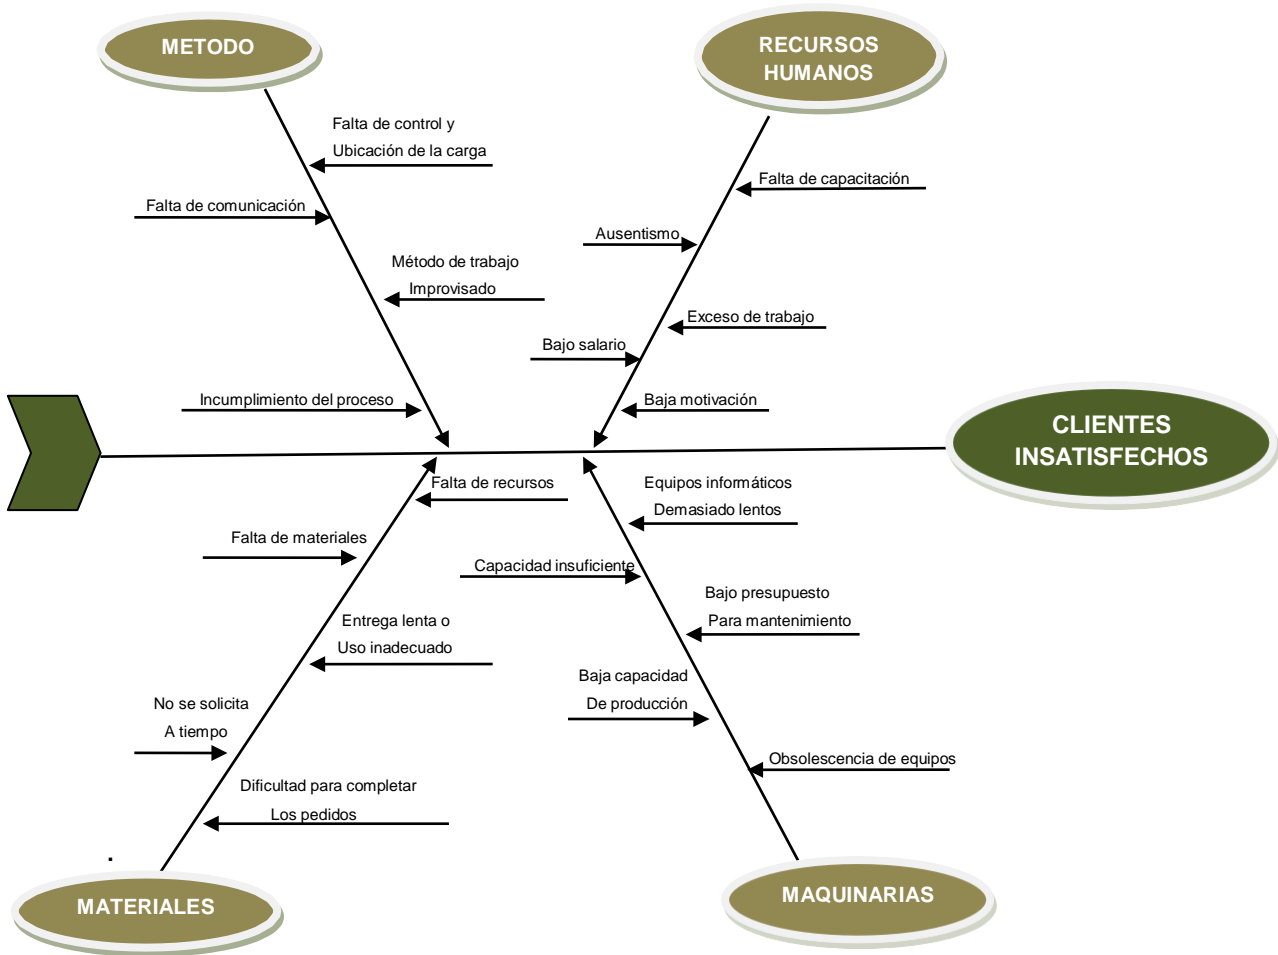 METODO
RECURSOS
HUMANOS
Falta de control y
Ubicación de la carga
Falta de capacitación
Falta de comunicación
Ausentismo
Método de trabajo
Improvisado
Exceso de trabajo
Bajo salario
Incumplimiento del proceso
Baja motivación
CLIENTES
INSATISFECHOS
Falta de recursos
Equipos informáticos
Demasiado lentos
Falta de materiales
Capacidad insuficiente
Bajo presupuesto
Para mantenimiento
Entrega lenta o
Uso inadecuado
Baja capacidad
De producción
No se solicita
A tiempo
Obsolescencia de equipos
Dificultad para completar
Los pedidos
.
MATERIALES
MAQUINARIAS